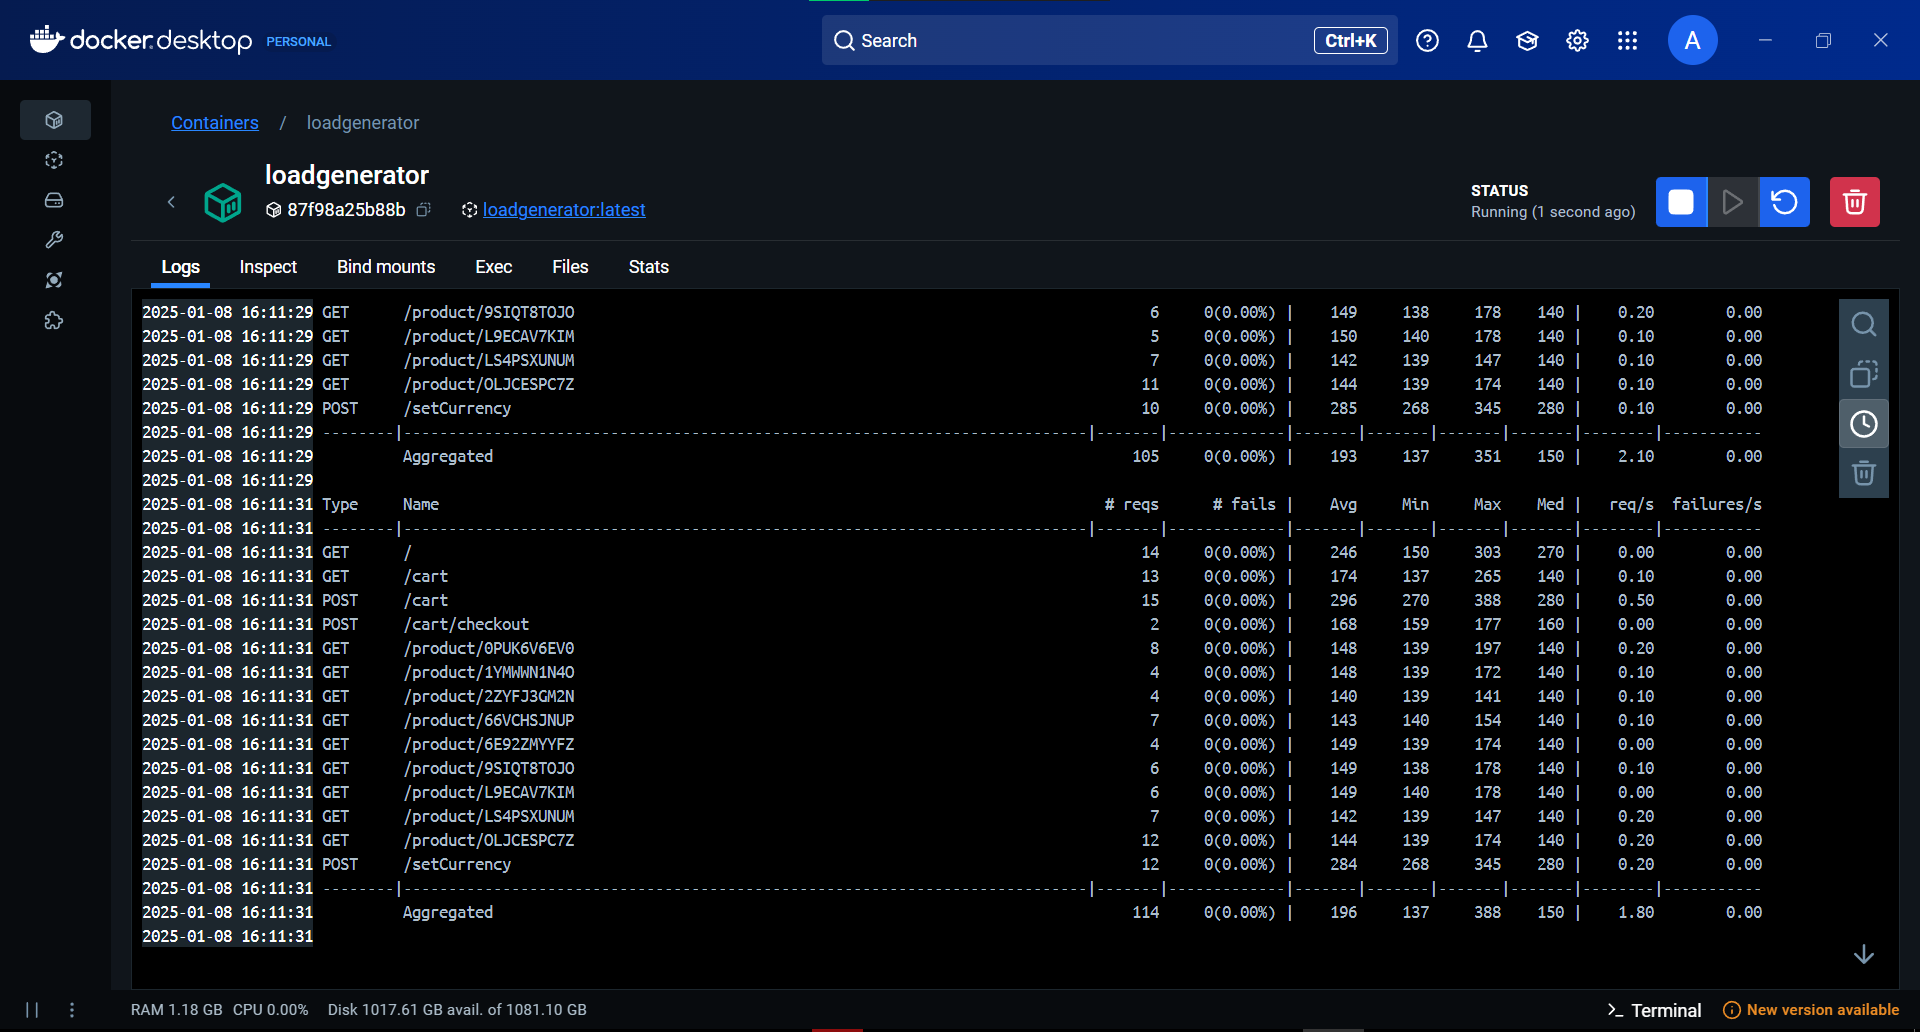 docker.desktop PERSONAL Search Ctrl+K A
Containers / loadgenerator
loadgenerator
87f98a25b88b loadgenerator:latest
STATUS
Running (1 second ago)
Logs Inspect Bind mounts Exec Files Stats
2025-01-08 16:11:29 GET /product/9SIQT8TOJO 6 0(0.00%) | 149 138 178 140 | 0.20 0.00
2025-01-08 16:11:29 GET /product/L9ECAV7KIM 5 0(0.00%) | 150 140 178 140 | 0.10 0.00
2025-01-08 16:11:29 GET /product/LS4PSXUNUM 7 0(0.00%) | 142 139 147 140 | 0.10 0.00
2025-01-08 16:11:29 GET /product/OLJCESPC7Z 11 0(0.00%) | 144 139 174 140 | 0.10 0.00
2025-01-08 16:11:29 POST /setCurrency 10 0(0.00%) | 285 268 345 280 | 0.10 0.00
2025-01-08 16:11:29 --------|----------------------------------------------------------------------------|-------|-------------|-------|-------|-------|-------|--------|-----------
2025-01-08 16:11:29 Aggregated 105 0(0.00%) | 193 137 351 150 | 2.10 0.00
2025-01-08 16:11:29
2025-01-08 16:11:31 Type Name # reqs # fails | Avg Min Max Med | req/s failures/s
2025-01-08 16:11:31 --------|----------------------------------------------------------------------------|-------|-------------|-------|-------|-------|-------|--------|-----------
2025-01-08 16:11:31 GET / 14 0(0.00%) | 246 150 303 270 | 0.00 0.00
2025-01-08 16:11:31 GET /cart 13 0(0.00%) | 174 137 265 140 | 0.10 0.00
2025-01-08 16:11:31 POST /cart 15 0(0.00%) | 296 270 388 280 | 0.50 0.00
2025-01-08 16:11:31 POST /cart/checkout 2 0(0.00%) | 168 159 177 160 | 0.00 0.00
2025-01-08 16:11:31 GET /product/0PUK6V6EV0 8 0(0.00%) | 148 139 197 140 | 0.20 0.00
2025-01-08 16:11:31 GET /product/1YMWWN1N4O 4 0(0.00%) | 148 139 172 140 | 0.10 0.00
2025-01-08 16:11:31 GET /product/2ZYFJ3GM2N 4 0(0.00%) | 140 139 141 140 | 0.10 0.00
2025-01-08 16:11:31 GET /product/66VCHSJNUP 7 0(0.00%) | 143 140 154 140 | 0.10 0.00
2025-01-08 16:11:31 GET /product/6E92ZMYYFZ 4 0(0.00%) | 149 139 174 140 | 0.00 0.00
2025-01-08 16:11:31 GET /product/9SIQT8TOJO 6 0(0.00%) | 149 138 178 140 | 0.10 0.00
2025-01-08 16:11:31 GET /product/L9ECAV7KIM 6 0(0.00%) | 149 140 178 140 | 0.00 0.00
2025-01-08 16:11:31 GET /product/LS4PSXUNUM 7 0(0.00%) | 142 139 147 140 | 0.20 0.00
2025-01-08 16:11:31 GET /product/OLJCESPC7Z 12 0(0.00%) | 144 139 174 140 | 0.20 0.00
2025-01-08 16:11:31 POST /setCurrency 12 0(0.00%) | 284 268 345 280 | 0.20 0.00
2025-01-08 16:11:31 --------|----------------------------------------------------------------------------|-------|-------------|-------|-------|-------|-------|--------|-----------
2025-01-08 16:11:31 Aggregated 114 0(0.00%) | 196 137 388 150 | 1.80 0.00
2025-01-08 16:11:31
RAM 1.18 GB CPU 0.00% Disk 1017.61 GB avail. of 1081.10 GB Terminal New version available